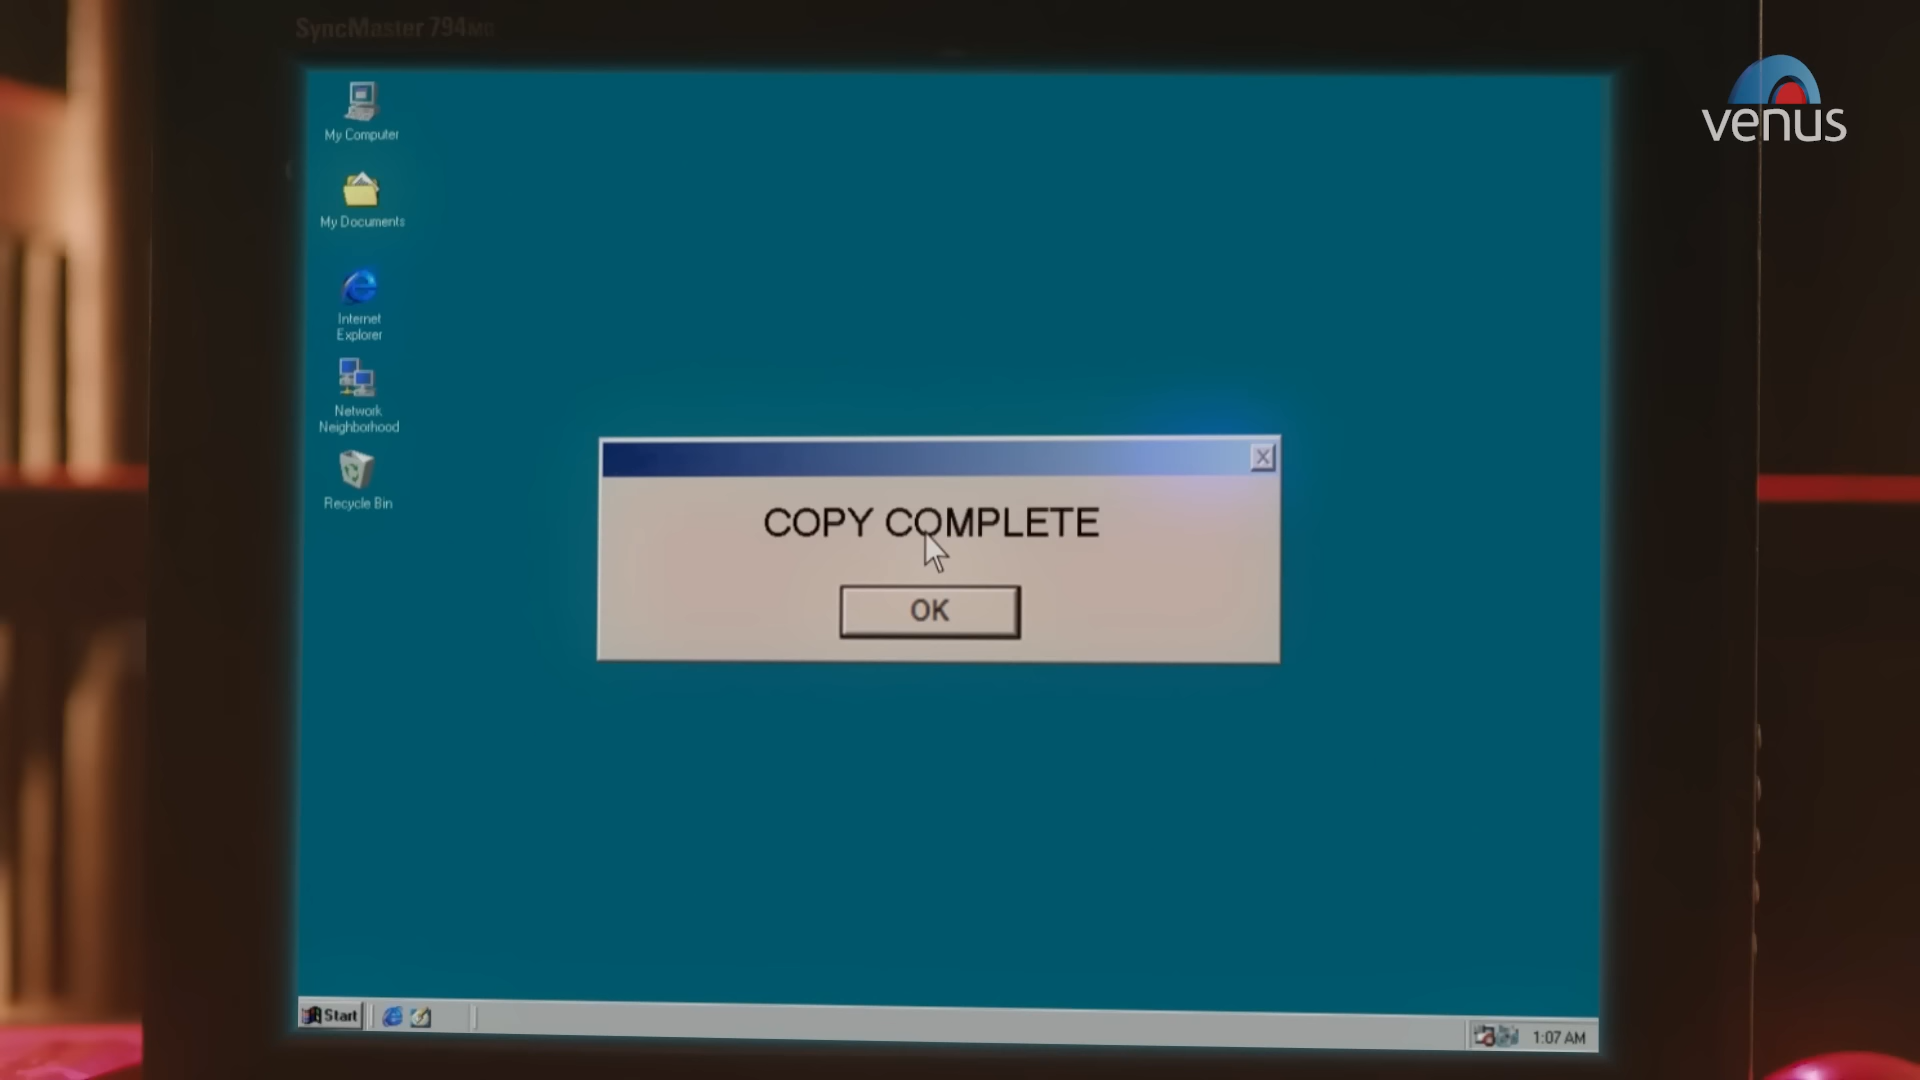 SyncMaster 794MG
venus
My Computer
My Documents
Internet
Explorer
Network
Neighborhood
Recycle Bin
COPY COMPLETE
OK
Start
1:07 AM